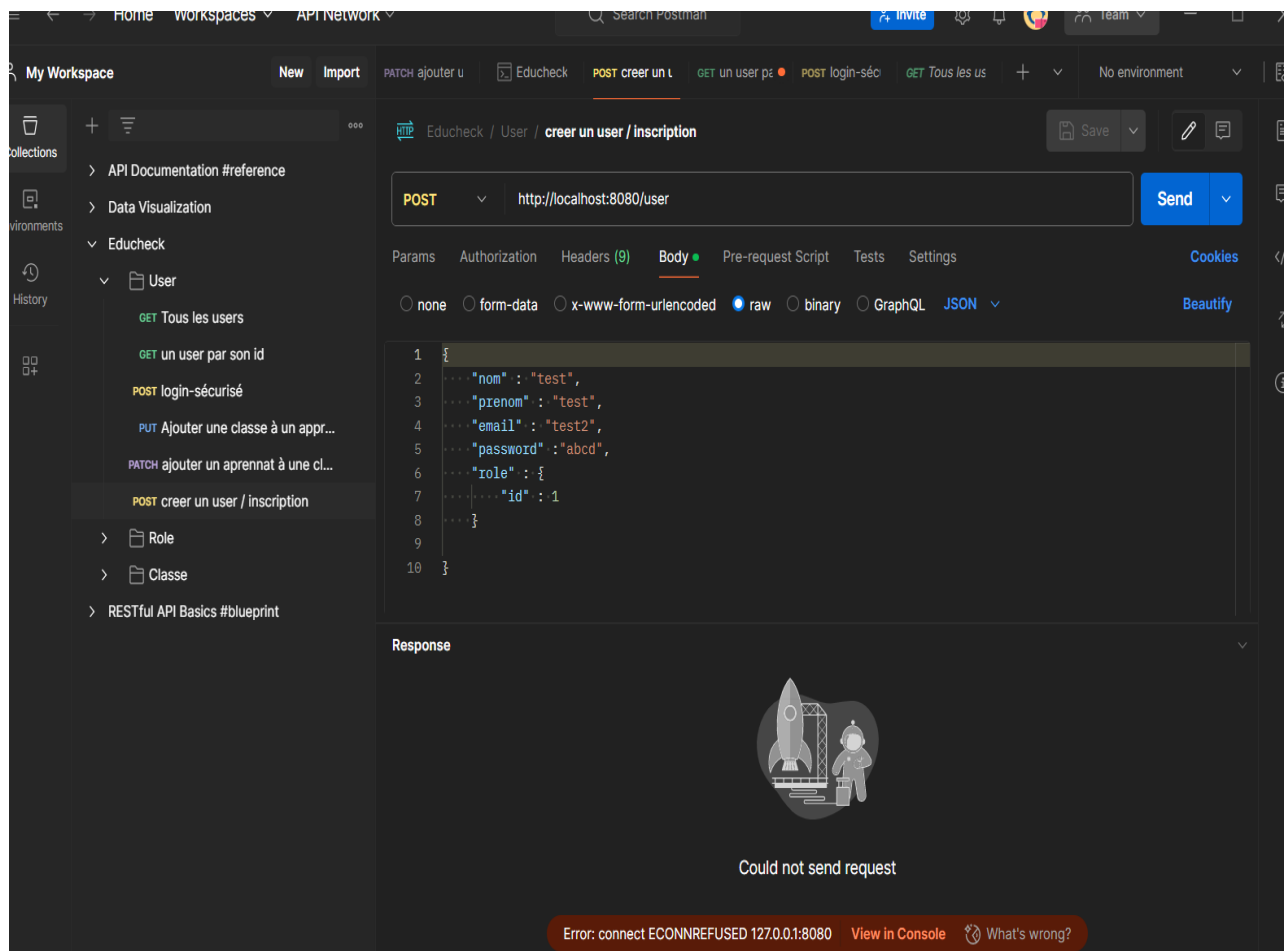 Home Workspaces API Network Search Postman Invite Team
My Workspace New Import
PATCH ajouter u Educheck POST creer un u GET un user pa POST login-séc GET Tous les us No environment
Collections
Environments
History
API Documentation #reference
Data Visualization
Educheck
User
GET Tous les users
GET un user par son id
POST login-sécurisé
PUT Ajouter une classe à un appr...
PATCH ajouter un aprennat à une cl...
POST creer un user / inscription
Role
Classe
RESTful API Basics #blueprint
HTTP Educheck / User / creer un user / inscription Save
POST http://localhost:8080/user Send
Params Authorization Headers (9) Body Pre-request Script Tests Settings Cookies
none form-data x-www-form-urlencoded raw binary GraphQL JSON Beautify
1 {
2 "nom" : "test",
3 "prenom" : "test",
4 "email" : "test2",
5 "password" :"abcd",
6 "role" : {
7 "id" : 1
8 }
9
10 }
Response
Could not send request
Error: connect ECONNREFUSED 127.0.0.1:8080 View in Console What's wrong?